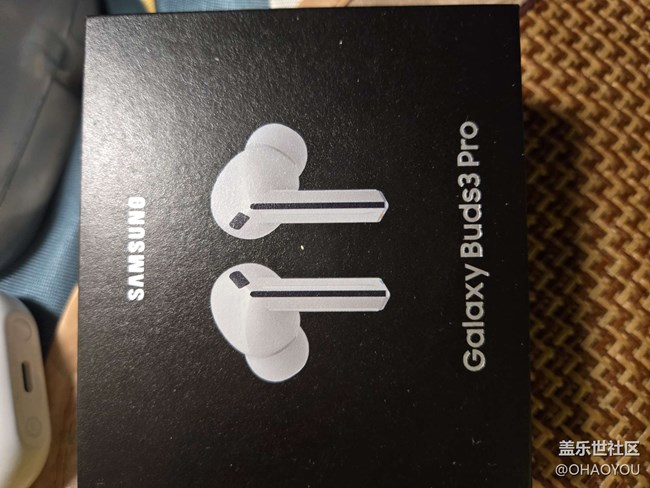 SAMSUNG
Galaxy Buds3 Pro
盖乐世社区
@OHAOYOU